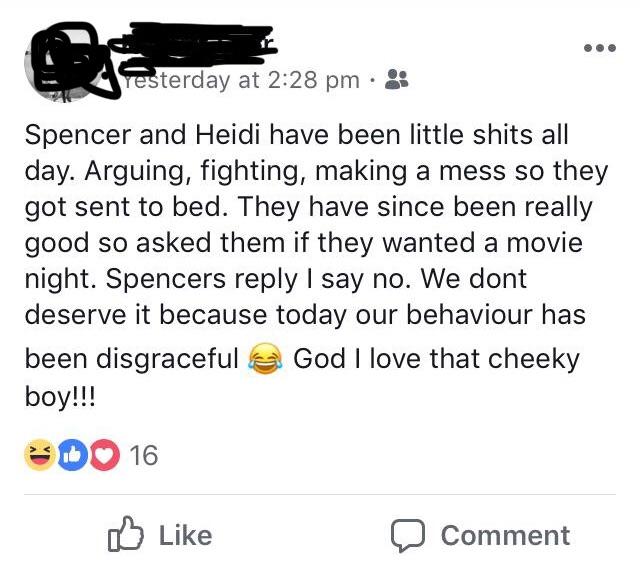 Yesterday at 2:28 pm ·
Spencer and Heidi have been little shits all
day. Arguing, fighting, making a mess so they
got sent to bed. They have since been really
good so asked them if they wanted a movie
night. Spencers reply I say no. We dont
deserve it because today our behaviour has
been disgraceful 😂 God I love that cheeky
boy!!!
16
Like
Comment